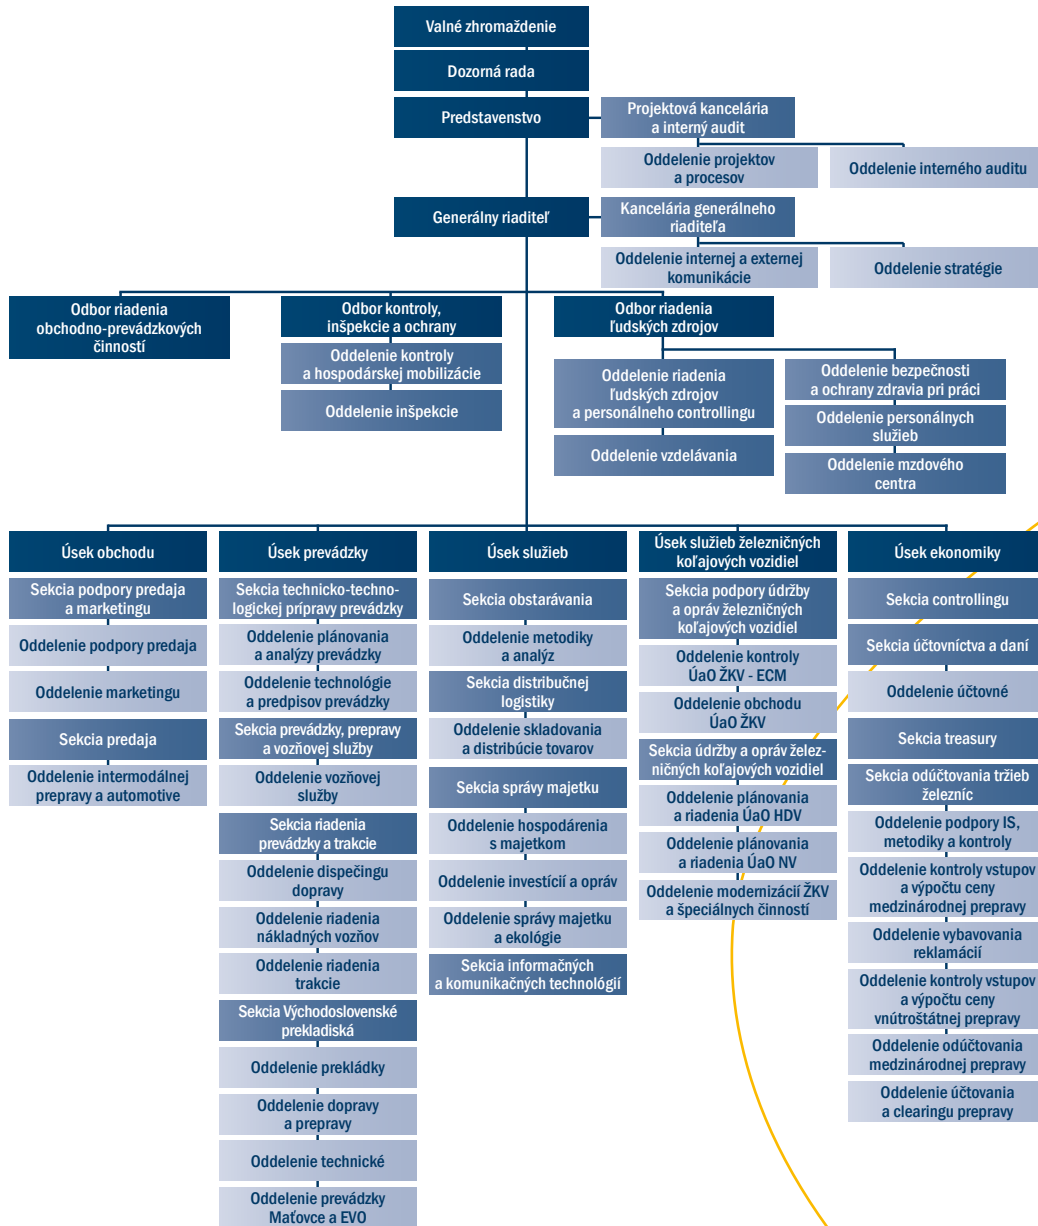 Valné zhromaždenie
Dozorná rada
Predstavenstvo
Projektová kancelária
a interný audit
Oddelenie projektov
a procesov
Oddelenie interného auditu
Generálny riaditeľ
Kancelária generálneho
riaditeľa
Oddelenie internej a externej
komunikácie
Oddelenie stratégie
Odbor riadenia
obchodno-prevádzkových
činností
Odbor kontroly,
inšpekcie a ochrany
Oddelenie kontroly
a hospodárskej mobilizácie
Oddelenie inšpekcie
Odbor riadenia
ľudských zdrojov
Oddelenie riadenia
ľudských zdrojov
a personálneho controllingu
Oddelenie vzdelávania
Oddelenie bezpečnosti
a ochrany zdravia pri práci
Oddelenie personálnych
služieb
Oddelenie mzdového
centra
Úsek obchodu
Sekcia podpory predaja
a marketingu
Oddelenie podpory predaja
Oddelenie marketingu
Sekcia predaja
Oddelenie intermodálnej
prepravy a automotive
Úsek prevádzky
Sekcia technicko-techno-
logickej prípravy prevádzky
Oddelenie plánovania
a analýzy prevádzky
Oddelenie technológie
a predpisov prevádzky
Sekcia prevádzky, prepravy
a vozňovej služby
Oddelenie vozňovej
služby
Sekcia riadenia
prevádzky a trakcie
Oddelenie dispečingu
dopravy
Oddelenie riadenia
nákladných vozňov
Oddelenie riadenia
trakcie
Sekcia Východoslovenské
prekladiská
Oddelenie prekládky
Oddelenie dopravy
a prepravy
Oddelenie technické
Oddelenie prevádzky
Maťovce a EVO
Úsek služieb
Sekcia obstarávania
Oddelenie metodiky
a analýz
Sekcia distribučnej
logistiky
Oddelenie skladovania
a distribúcie tovarov
Sekcia správy majetku
Oddelenie hospodárenia
s majetkom
Oddelenie investícií a opráv
Oddelenie správy majetku
a ekológie
Sekcia informačných
a komunikačných technológií
Úsek služieb železničných
koľajových vozidiel
Sekcia podpory údržby
a opráv železničných
koľajových vozidiel
Oddelenie kontroly
ÚaO ŽKV - ECM
Oddelenie obchodu
ÚaO ŽKV
Sekcia údržby a opráv želez-
ničných koľajových vozidiel
Oddelenie plánovania
a riadenia ÚaO HDV
Oddelenie plánovania
a riadenia ÚaO NV
Oddelenie modernizácií ŽKV
a špeciálnych činností
Úsek ekonomiky
Sekcia controllingu
Sekcia účtovníctva a daní
Oddelenie účtovné
Sekcia treasury
Sekcia odúčtovania tržieb
železníc
Oddelenie podpory IS,
metodiky a kontroly
Oddelenie kontroly vstupov
a výpočtu ceny
medzinárodnej prepravy
Oddelenie vybavovania
reklamácií
Oddelenie kontroly vstupov
a výpočtu ceny
vnútroštátnej prepravy
Oddelenie odúčtovania
medzinárodnej prepravy
Oddelenie účtovania
a clearingu prepravy